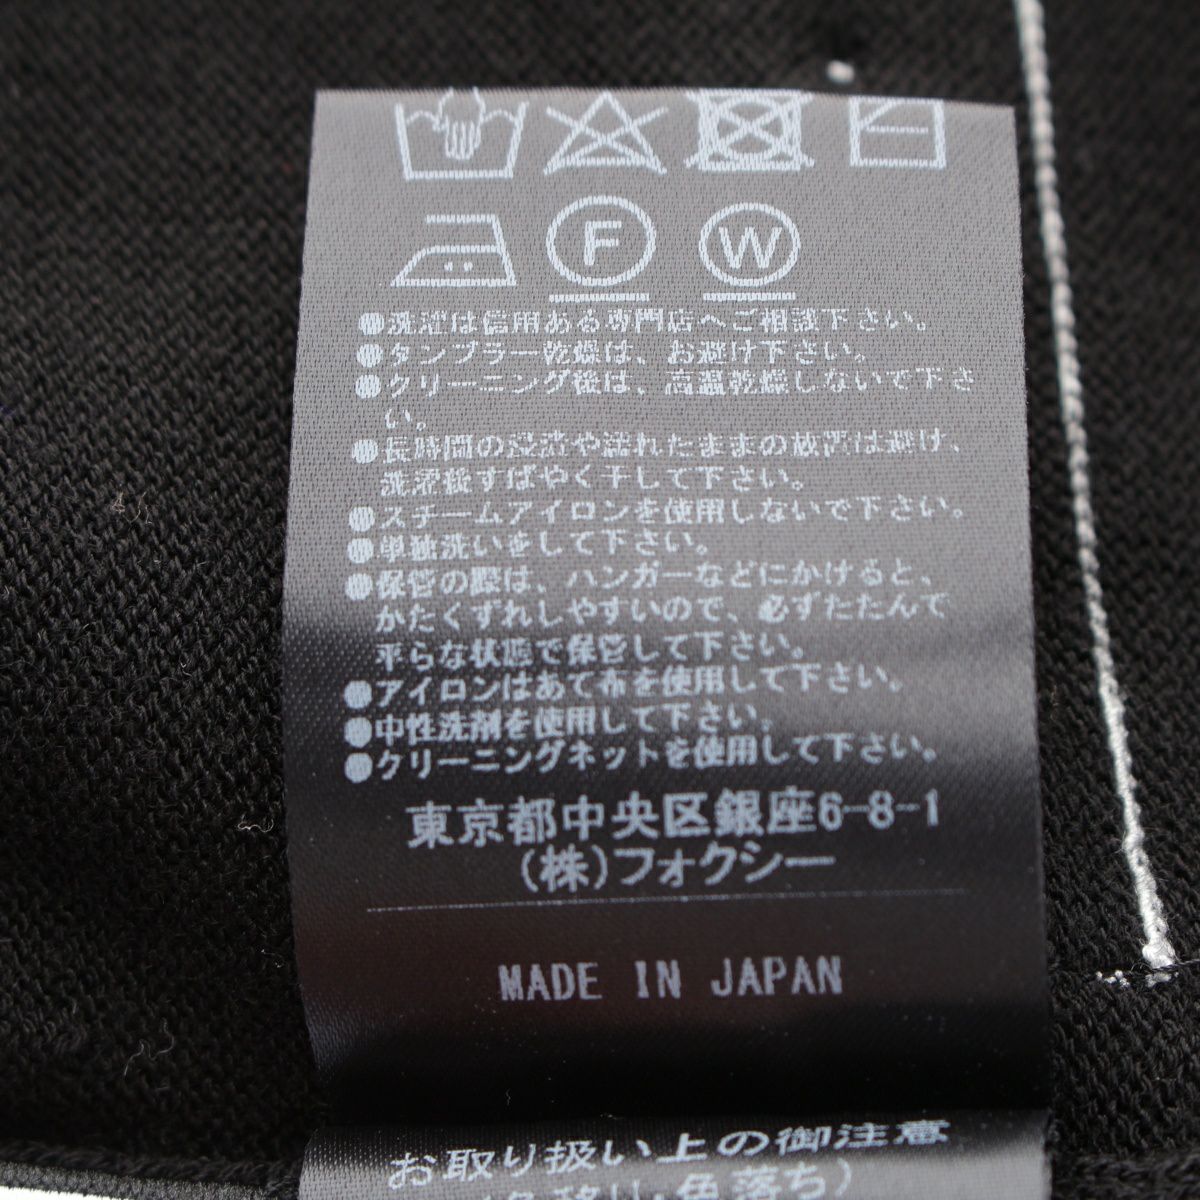 F W
●洗濯は信用ある専門店へご相談下さい。
●タンブラー乾燥は、お避け下さい。
●クリーニング後は、高温乾燥しないで下さ
い。
●長時間の浸漬や濡れたままの放置は避け、
洗濯後すばやく干して下さい。
●スチームアイロンを使用しないで下さい。
●単独洗いをして下さい。
●保管の際は、ハンガーなどにかけると、
かたくずれしやすいので、必ずたたんで
平らな状態で保管して下さい。
●アイロンはあて布を使用して下さい。
●中性洗剤を使用して下さい。
●クリーニングネットを使用して下さい。
東京都中央区銀座6-8-1
(株)フォクシー
MADE IN JAPAN
お取り扱い上の御注意
(色移り・色落ち)